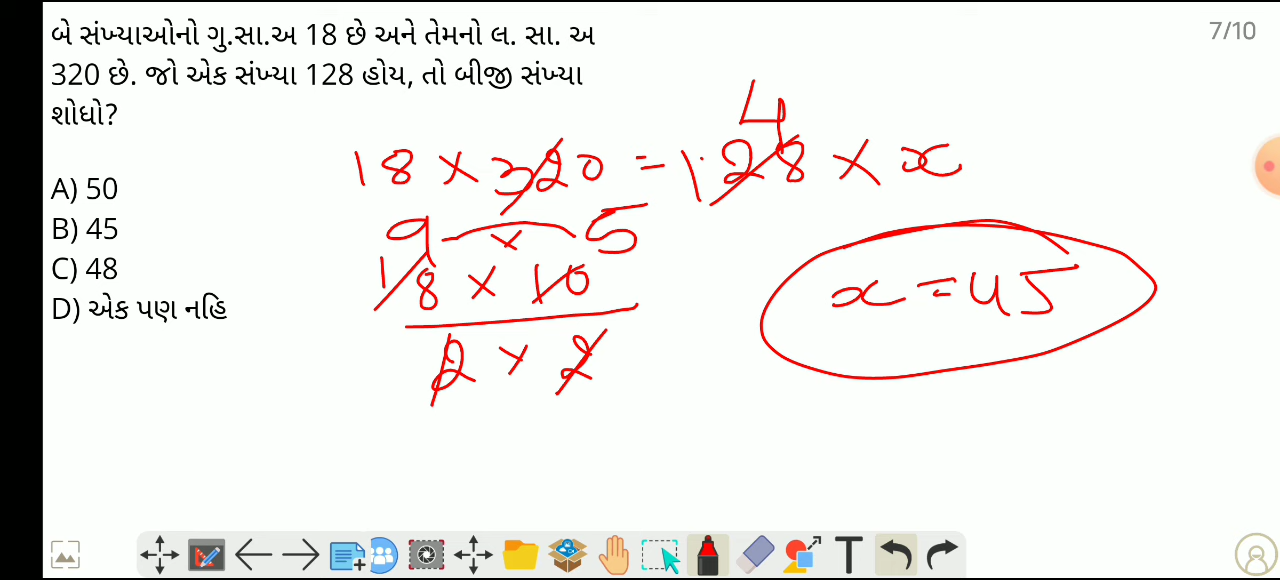 બે સંખ્યાઓનો ગુ.સા.અ 18 છે અને તેમનો લ. સા. અ
320 છે. જો એક સંખ્યા 128 હોય, તો બીજી સંખ્યા
શોધો?
7/10
A) 50
B) 45
C) 48
D) એક પણ નહિ
4
18 × 320 = 128 × x
9 × 5
18 × 10
2 × 2
x = 45
T